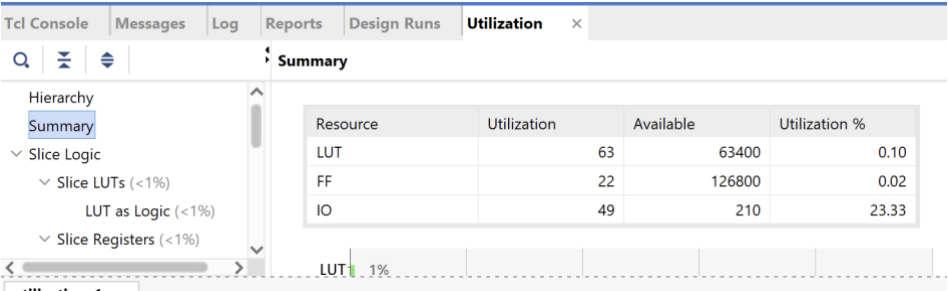 Tcl Console Messages Log Reports Design Runs Utilization ×
Summary
Hierarchy
Summary
Slice Logic
Slice LUTs (<1%)
LUT as Logic (<1%)
Slice Registers (<1%)
Resource Utilization Available Utilization %
LUT 63 63400 0.10
FF 22 126800 0.02
IO 49 210 23.33
LUT 1%